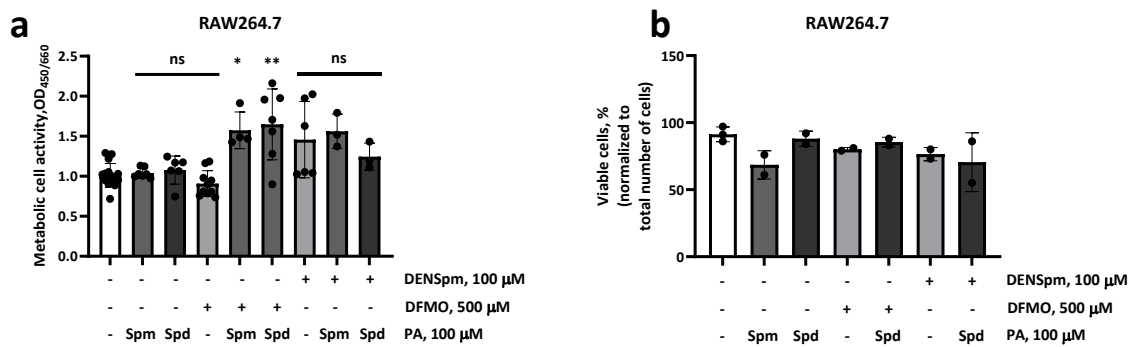 a
RAW264.7
Metabolic cell activity,OD450/660
2.5
2.0
1.5
1.0
0.5
0.0
ns
*
**
ns
- - - - - - + + + DENSpm, 100 µM
- - - + + + - - - DFMO, 500 µM
- Spm Spd - Spm Spd - Spm Spd PA, 100 µM
b
RAW264.7
Viable cells, %
(normalized to
total number of cells)
150
100
50
0
- - - - - + + DENSpm, 100 µM
- - - + + - - DFMO, 500 µM
- Spm Spd - Spd - Spd PA, 100 µM